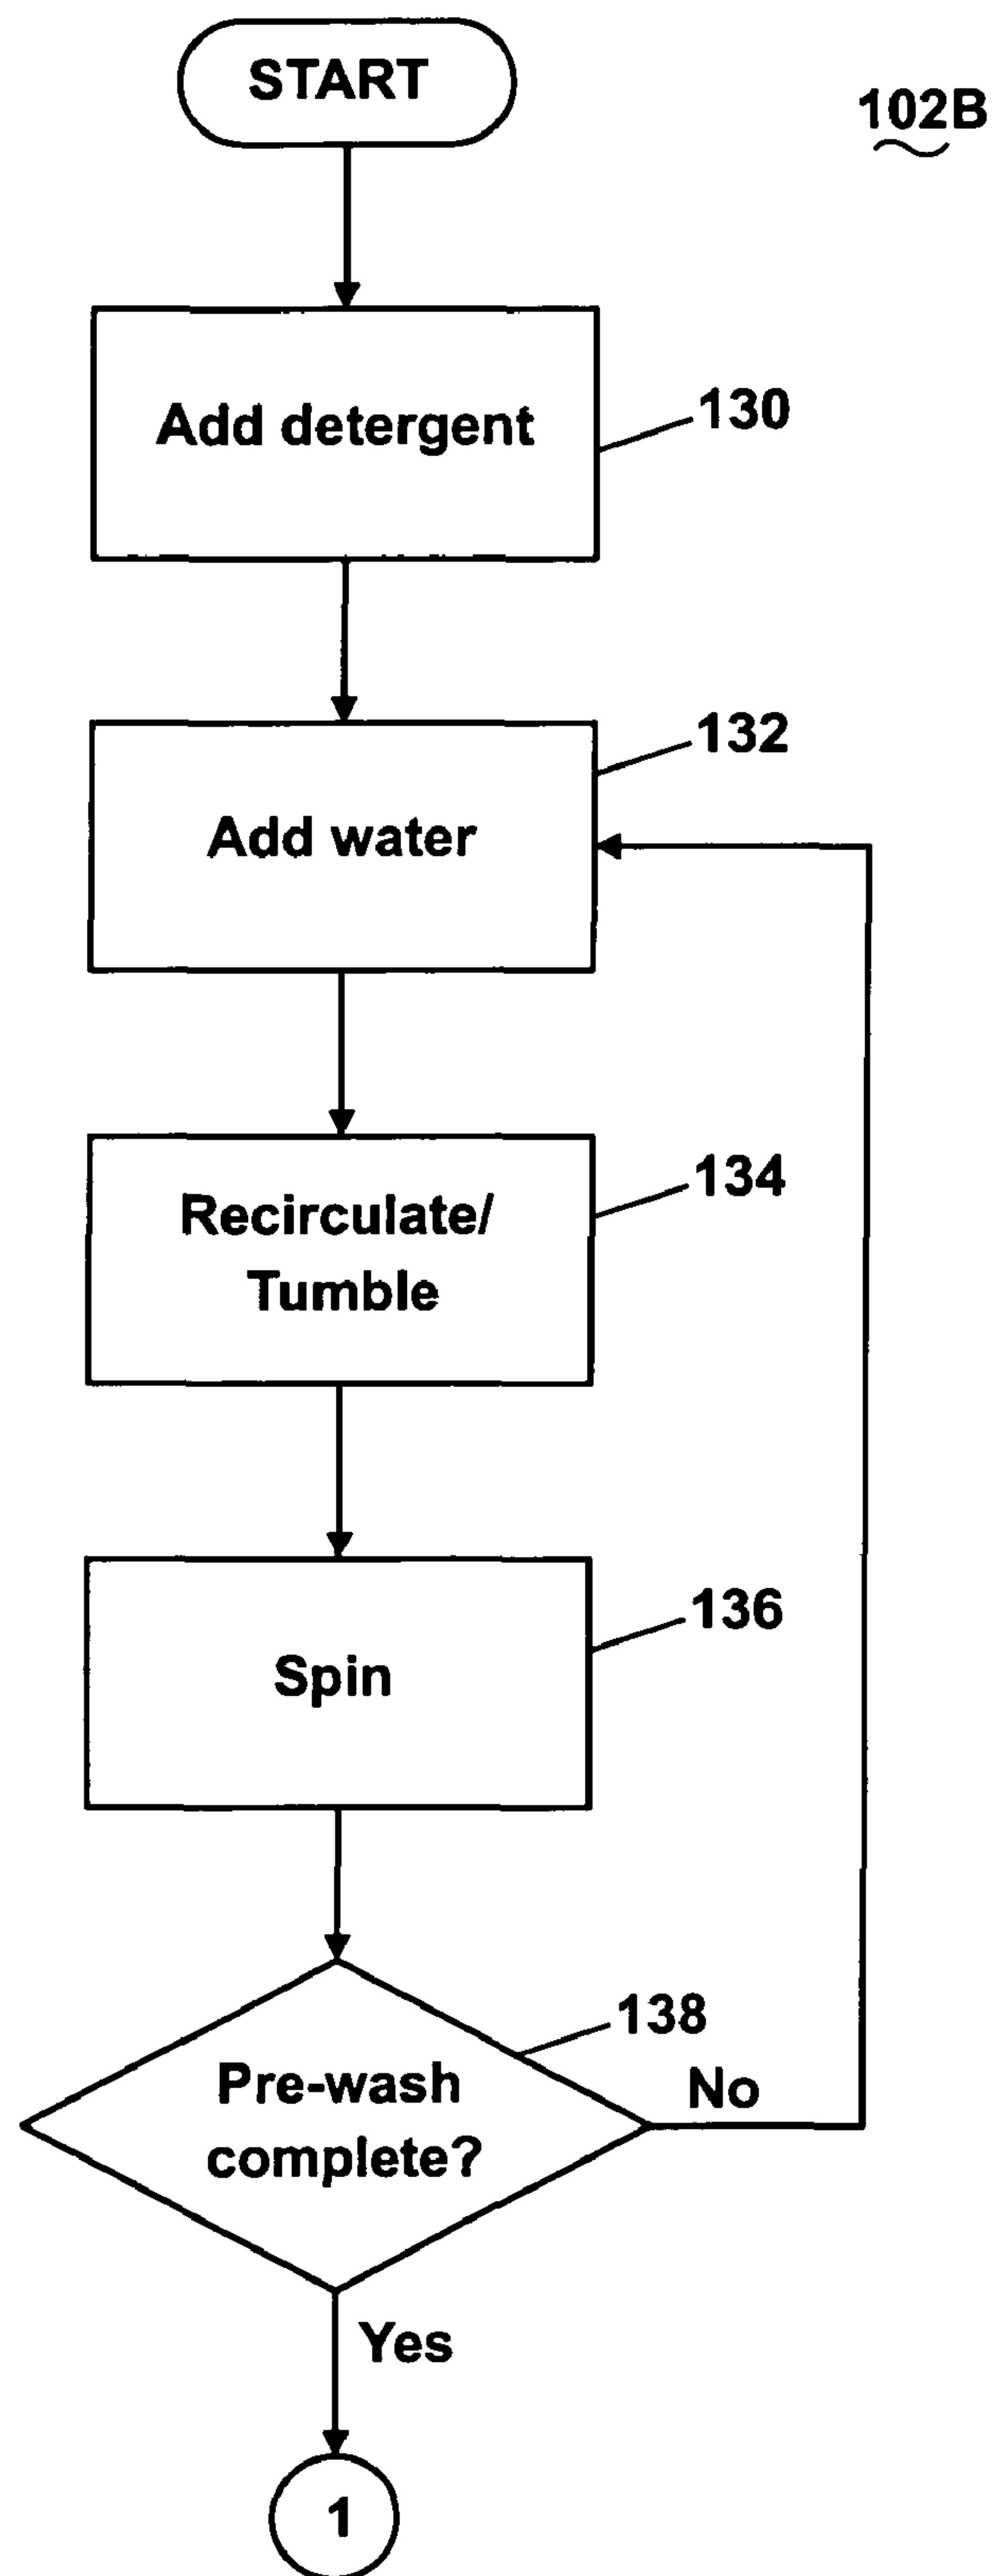 START
102B
Add detergent
130
132
Add water
134
Recirculate/
Tumble
136
Spin
138
Pre-wash
No
complete?
Yes
1